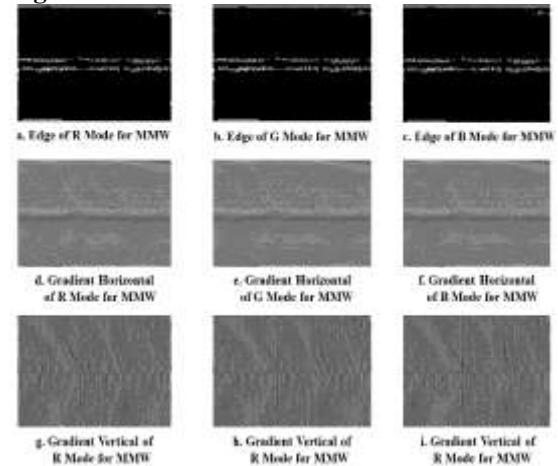 a. Edge of R Mode for MMW
b. Edge of G Mode for MMW
c. Edge of B Mode for MMW
d. Gradient Horizontal
of R Mode for MMW
e. Gradient Horizontal
of G Mode for MMW
f. Gradient Horizontal
of B Mode for MMW
g. Gradient Vertical of
R Mode for MMW
h. Gradient Vertical of
R Mode for MMW
i. Gradient Vertical of
R Mode for MMW